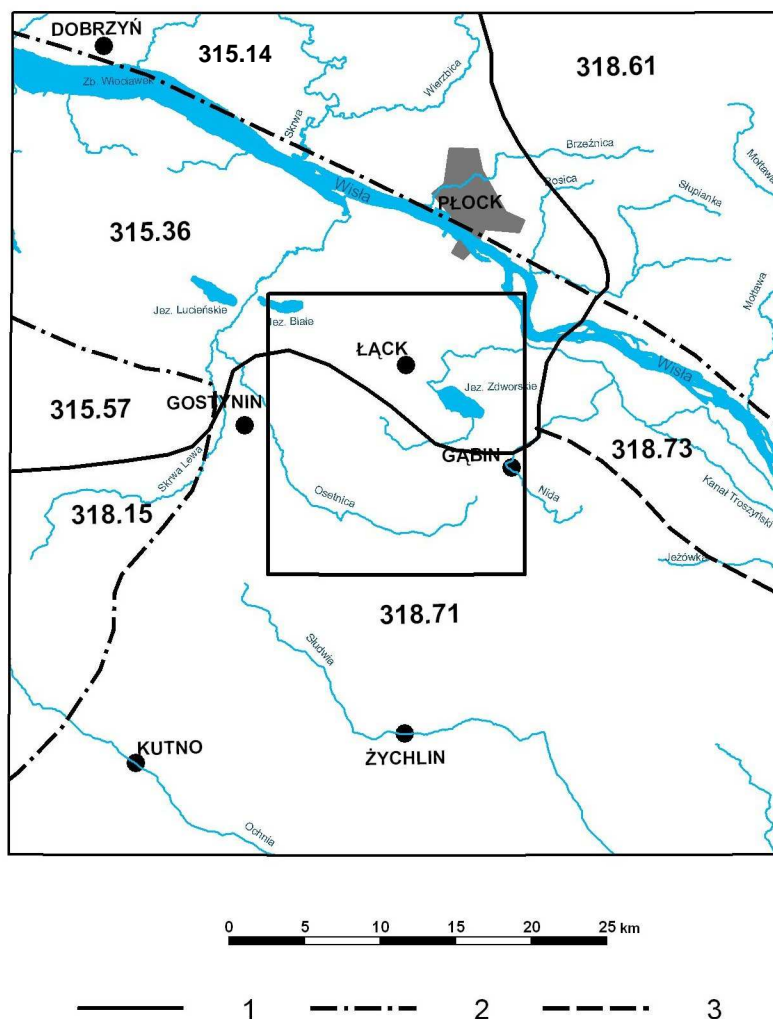 DOBRZYŃ
315.14
318.61
Zb. Włocławek
Wierzbica
Skrwa
Brzeźnica
Mołtawa
Rosica
Słupianka
Wisła
PŁOCK
315.36
Mołtawa
Jez. Lucieńskie
Jez. Białe
ŁĄCK
Wisła
Jez. Zdworskie
315.57
GOSTYNIN
318.73
GĄBIN
Skrwa Lewa
Kanał Troszyński
Osetnica
Nida
318.15
Jeżówka
318.71
Słudwia
KUTNO
ŻYCHLIN
Ochnia
0 5 10 15 20 25 km
1 2 3